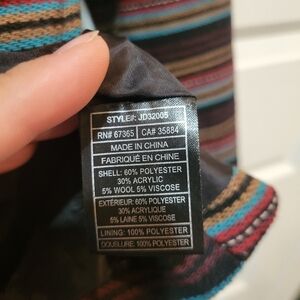 STYLE#: JD32005
RN# 67365 CA# 35884
MADE IN CHINA
FABRIQUÉ EN CHINE
SHELL: 60% POLYESTER
30% ACRYLIC
5% WOOL 5% VISCOSE
EXTÉRIEUR: 60% POLYESTER
30% ACRYLIQUE
5% LAINE 5% VISCOSE
LINING: 100% POLYESTER
DOUBLURE: 100% POLYESTER